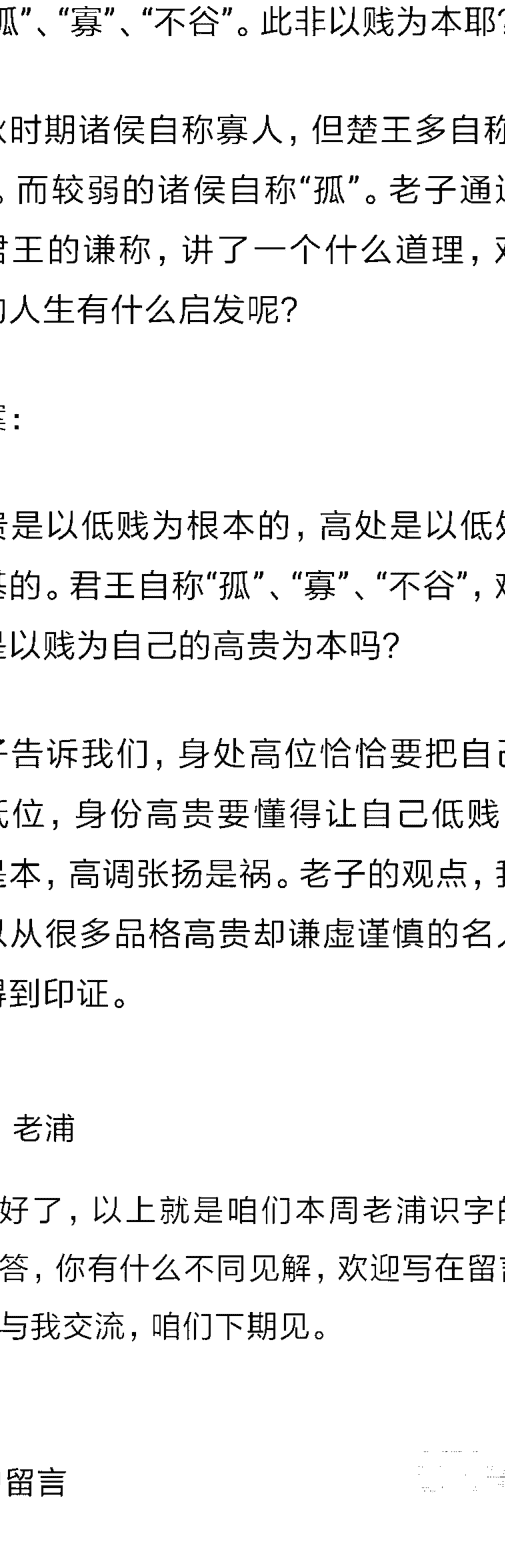 孤”、“寡”、“不谷”。此非以贱为本耶?
时期诸侯自称寡人，但楚王多自称
。而较弱的诸侯自称“孤”。老子通过
君王的谦称，讲了一个什么道理，对
的人生有什么启发呢?
案：
贵是以低贱为根本的，高处是以低处
基的。君王自称“孤”、“寡”、“不谷”，难
是以贱为自己的高贵为本吗?
子告诉我们，身处高位恰恰要把自己
低位，身份高贵要懂得让自己低贱
是本，高调张扬是祸。老子的观点，我
以从很多品格高贵却谦虚谨慎的名人
得到印证。
老浦
好了，以上就是咱们本周老浦识字的
答，你有什么不同见解，欢迎写在留言
与我交流，咱们下期见。
留言